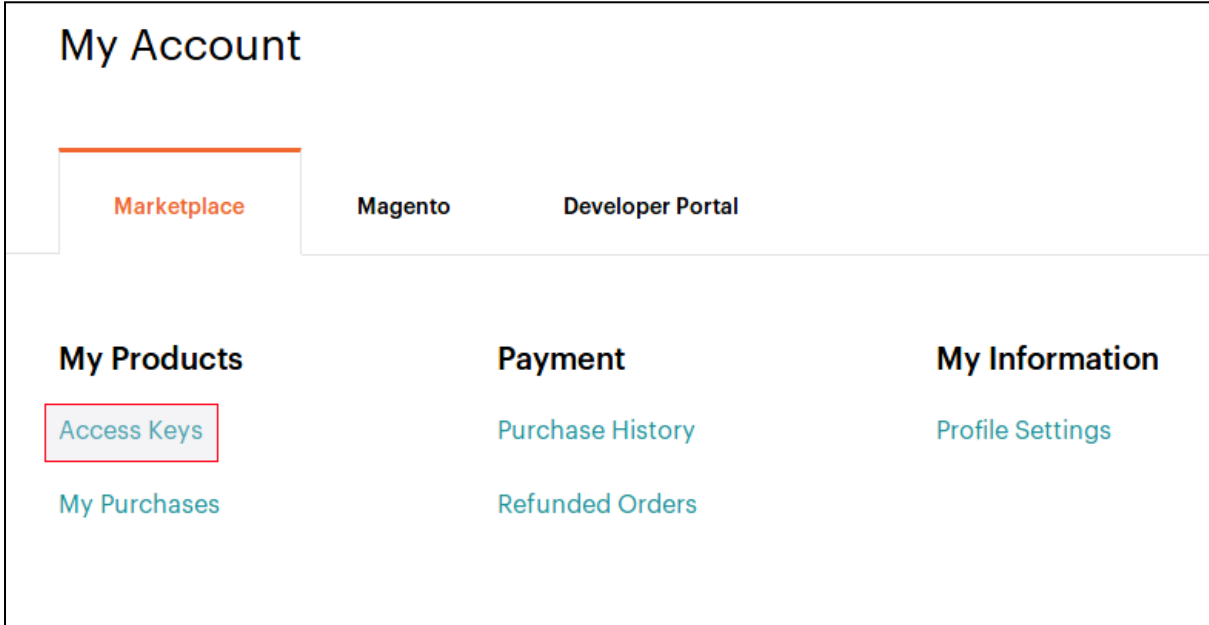 My Account
Marketplace
Magento
Developer Portal
My Products
Access Keys
My Purchases
Payment
Purchase History
Refunded Orders
My Information
Profile Settings